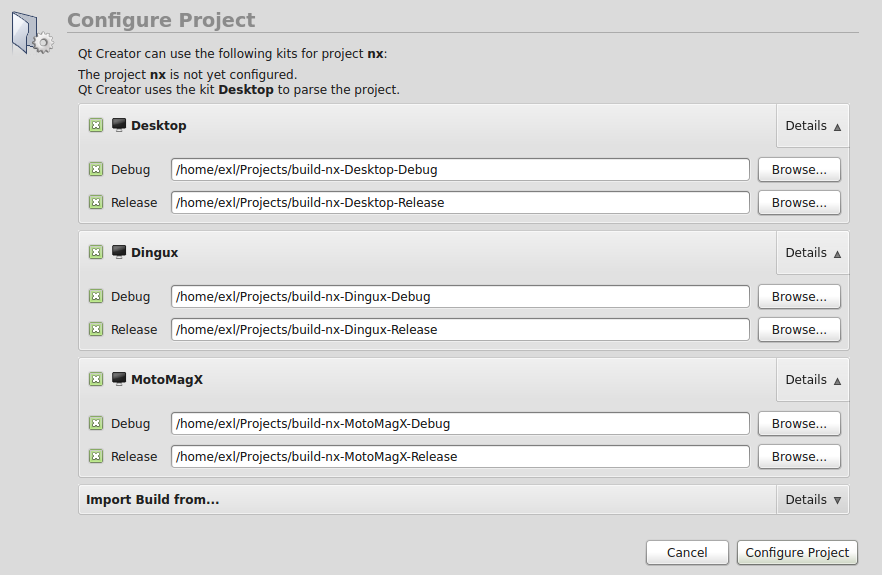 Configure Project
Qt Creator can use the following kits for project nx:
The project nx is not yet configured.
Qt Creator uses the kit Desktop to parse the project.
Desktop Details
Debug /home/exl/Projects/build-nx-Desktop-Debug Browse...
Release /home/exl/Projects/build-nx-Desktop-Release Browse...
Dingux Details
Debug /home/exl/Projects/build-nx-Dingux-Debug Browse...
Release /home/exl/Projects/build-nx-Dingux-Release Browse...
MotoMagX Details
Debug /home/exl/Projects/build-nx-MotoMagX-Debug Browse...
Release /home/exl/Projects/build-nx-MotoMagX-Release Browse...
Import Build from... Details
Cancel Configure Project